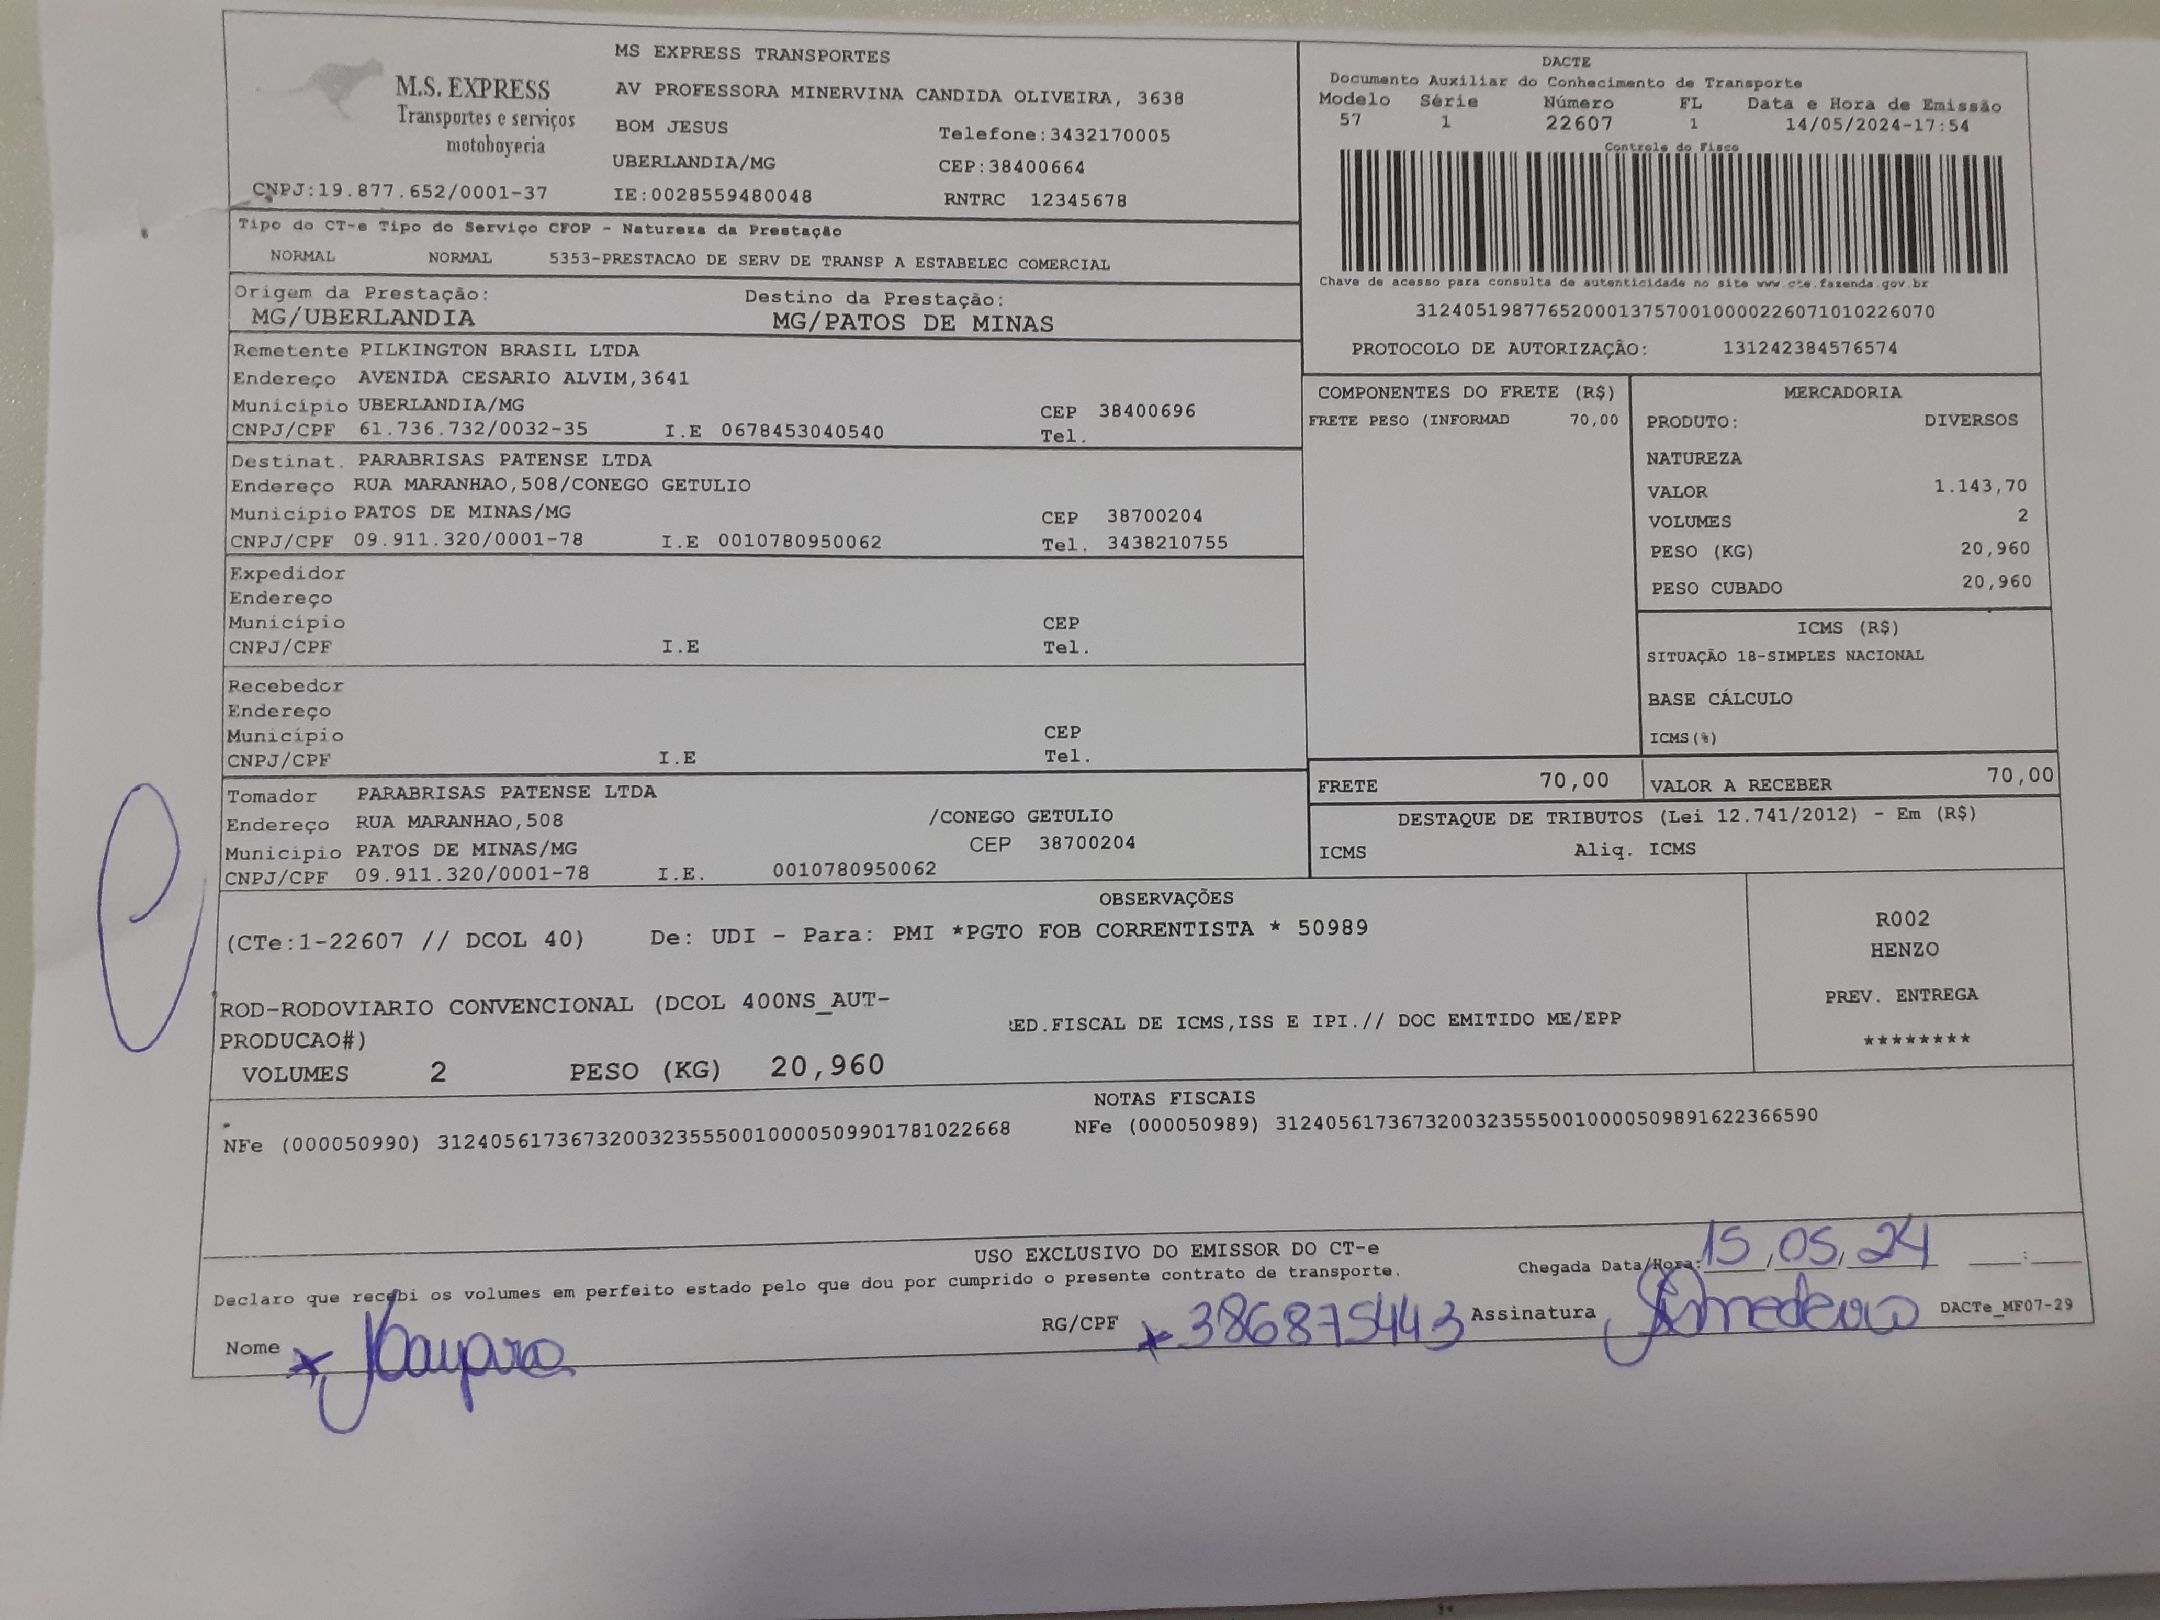 M.S. EXPRESS
Transportes e serviços
motoboyeria
CNPJ:19.877.652/0001-37
MS EXPRESS TRANSPORTES
AV PROFESSORA MINERVINA CANDIDA OLIVEIRA, 3638
BOM JESUS Telefone:3432170005
UBERLANDIA/MG CEP:38400664
IE:0028559480048 RNTRC 12345678
DACTE
Documento Auxiliar do Conhecimento de Transporte
Modelo Série Número FL Data e Hora de Emissão
57 1 22607 1 14/05/2024-17:54
Controle do Fisco
Chave de acesso para consulta de autenticidade no site www.cte.fazenda.gov.br
31240519877652000137570010000226071010226070
PROTOCOLO DE AUTORIZAÇÃO: 131242384576574
Tipo do CT-e Tipo do Serviço CFOP - Natureza da Prestação
NORMAL NORMAL 5353-PRESTACAO DE SERV DE TRANSP A ESTABELEC COMERCIAL
Origem da Prestação: Destino da Prestação:
MG/UBERLANDIA MG/PATOS DE MINAS
Remetente PILKINGTON BRASIL LTDA
Endereço AVENIDA CESARIO ALVIM,3641
Município UBERLANDIA/MG CEP 38400696
CNPJ/CPF 61.736.732/0032-35 I.E 0678453040540 Tel.
Destinat. PARABRISAS PATENSE LTDA
Endereço RUA MARANHAO,508/CONEGO GETULIO
Município PATOS DE MINAS/MG CEP 38700204
CNPJ/CPF 09.911.320/0001-78 I.E 0010780950062 Tel. 3438210755
Expedidor
Endereço
Município CEP
CNPJ/CPF I.E Tel.
Recebedor
Endereço
Município CEP
CNPJ/CPF I.E Tel.
Tomador PARABRISAS PATENSE LTDA
Endereço RUA MARANHAO,508 /CONEGO GETULIO
Município PATOS DE MINAS/MG CEP 38700204
CNPJ/CPF 09.911.320/0001-78 I.E. 0010780950062
COMPONENTES DO FRETE (R$)
FRETE PESO (INFORMAD 70,00
MERCADORIA
PRODUTO: DIVERSOS
NATUREZA
VALOR 1.143,70
VOLUMES 2
PESO (KG) 20,960
PESO CUBADO 20,960
ICMS (R$)
SITUAÇÃO 18-SIMPLES NACIONAL
BASE CÁLCULO
ICMS(%)
FRETE 70,00 VALOR A RECEBER 70,00
DESTAQUE DE TRIBUTOS (Lei 12.741/2012) - Em (R$)
ICMS Aliq. ICMS
OBSERVAÇÕES
(CTe:1-22607 // DCOL 40) De: UDI - Para: PMI *PGTO FOB CORRENTISTA * 50989
ROD-RODOVIARIO CONVENCIONAL (DCOL 400NS_AUT-
PRODUCAO#)
ED.FISCAL DE ICMS,ISS E IPI.// DOC EMITIDO ME/EPP
VOLUMES 2 PESO (KG) 20,960
R002
HENZO
PREV. ENTREGA
********
NOTAS FISCAIS
NFe (000050990) 31240561736732003235550010000509901781022668 NFe (000050989) 31240561736732003235550010000509891622366590
USO EXCLUSIVO DO EMISSOR DO CT-e
Declaro que recebi os volumes em perfeito estado pelo que dou por cumprido o presente contrato de transporte.
Chegada Data/Hora: 15,05,24 :
Nome RG/CPF 386875443 Assinatura DACTe_MF07-29